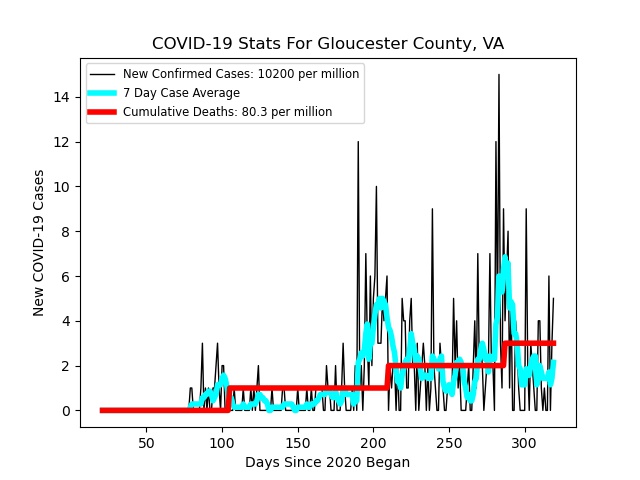 COVID-19 Stats For Gloucester County, VA
New Confirmed Cases: 10200 per million
7 Day Case Average
Cumulative Deaths: 80.3 per million
New COVID-19 Cases
14
12
10
8
6
4
2
0
50 100 150 200 250 300
Days Since 2020 Began